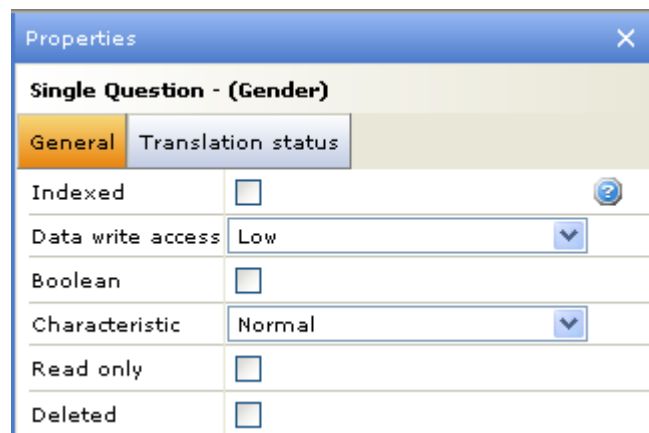 Properties
Single Question - (Gender)
General Translation status
Indexed
Data write access Low
Boolean
Characteristic Normal
Read only
Deleted